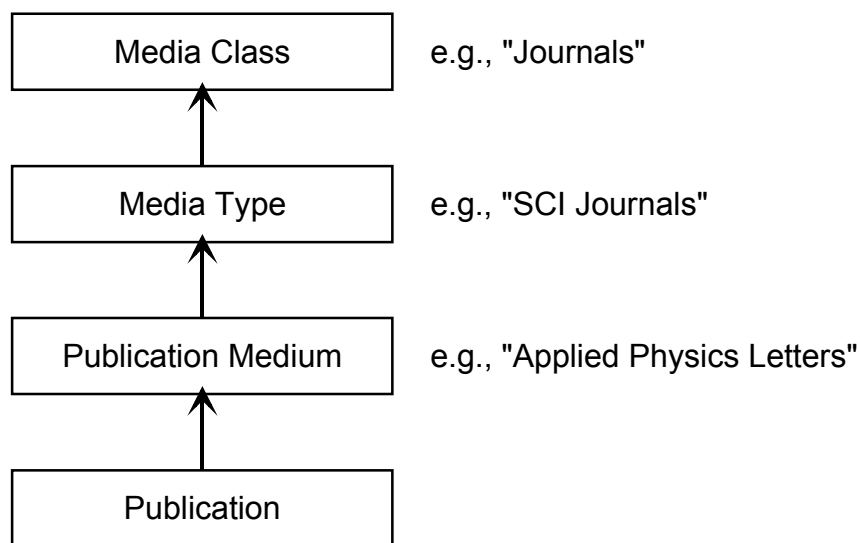 Media Class e.g., "Journals"
Media Type e.g., "SCI Journals"
Publication Medium e.g., "Applied Physics Letters"
Publication